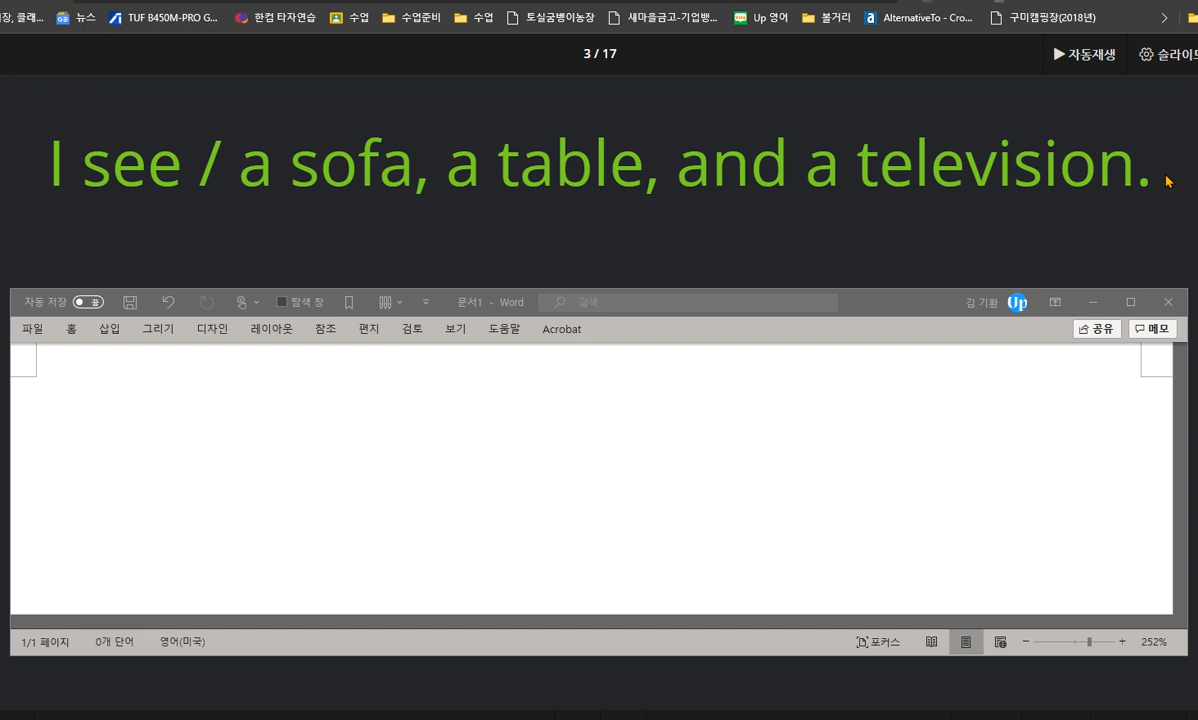 장, 클래... 뉴스 TUF B450M-PRO G... 한컴 타자연습 수업 수업준비 수업 토실굼벵이농장 새마을금고-기업뱅... Up 영어 볼거리 AlternativeTo - Cro... 구미캠핑장(2018년)
3 / 17 자동재생 슬라이드
I see / a sofa, a table, and a television.
자동 저장 끔 탐색 창 문서1 - Word 검색 김 기환 Up
파일 홈 삽입 그리기 디자인 레이아웃 참조 편지 검토 보기 도움말 Acrobat 공유 메모
1/1 페이지 0개 단어 영어(미국) 포커스 252%